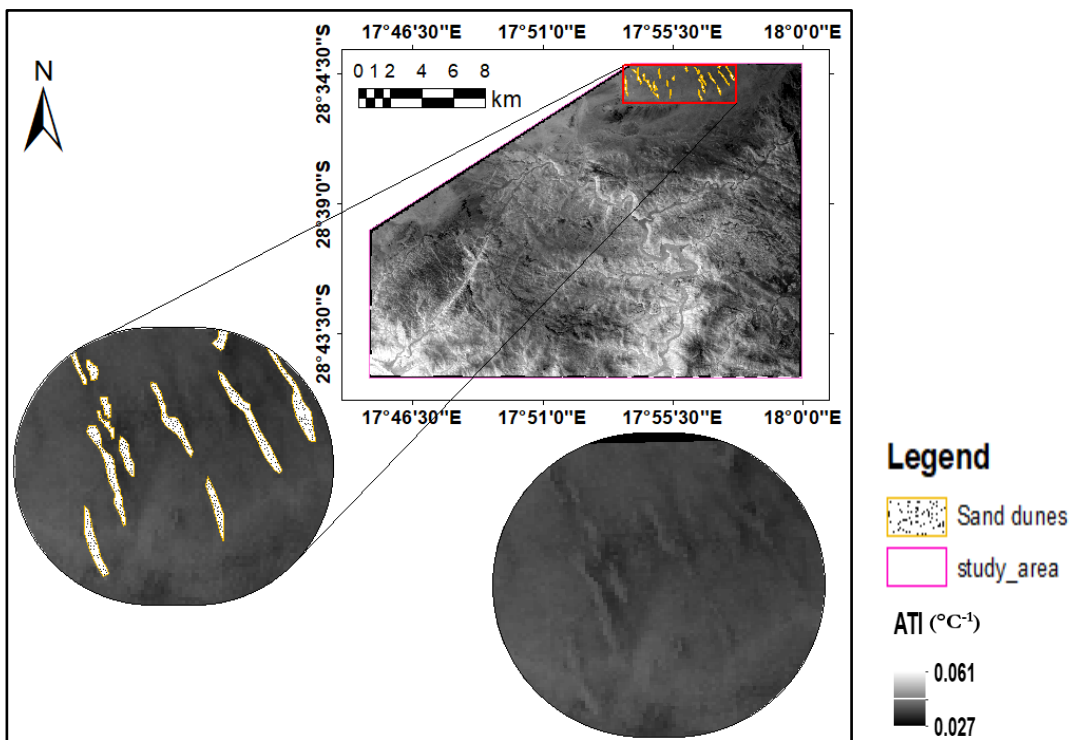 17°46'30"E 17°51'0"E 17°55'30"E 18°0'0"E
N
0 1 2 4 6 8
km
28°34'30"S
28°39'0"S
28°43'30"S
17°46'30"E 17°51'0"E 17°55'30"E 18°0'0"E
Legend
Sand dunes
study_area
ATI (°C⁻¹)
0.061
0.027